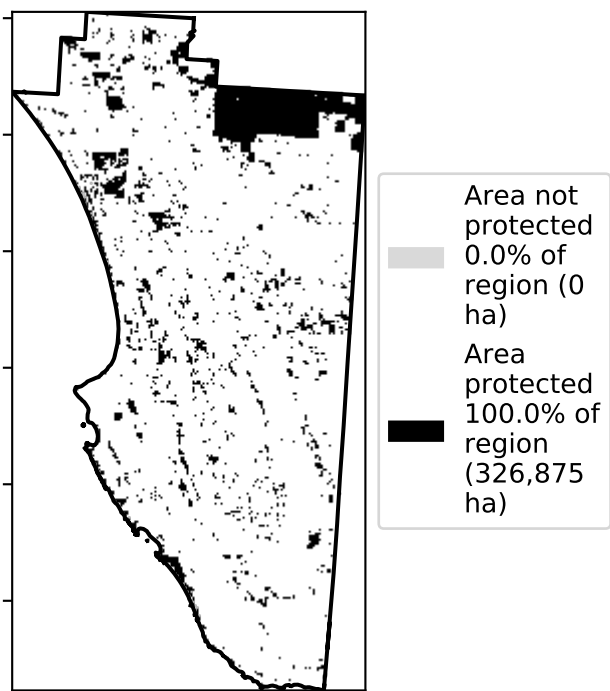 Area not
protected
0.0% of
region (0
ha)
Area
protected
100.0% of
region
(326,875
ha)